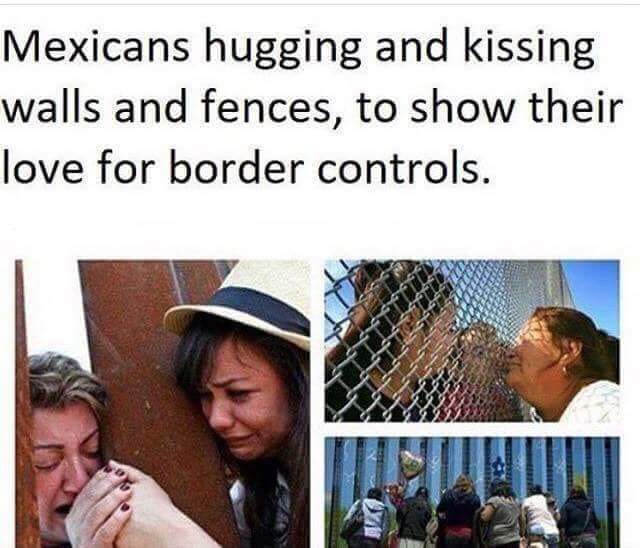 Mexicans hugging and kissing
walls and fences, to show their
love for border controls.